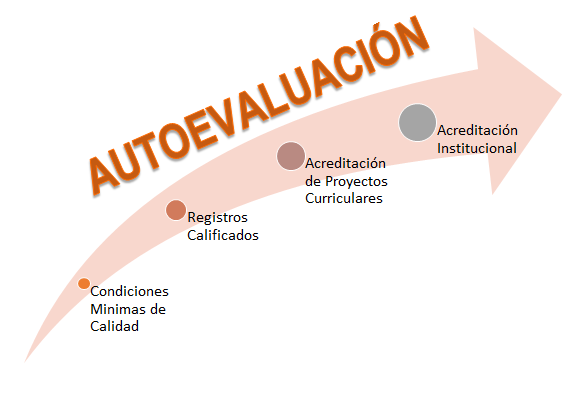 AUTOEVALUACIÓN
Acreditación
Institucional
Acreditación
de Proyectos
Curriculares
Registros
Calificados
Condiciones
Minimas de
Calidad